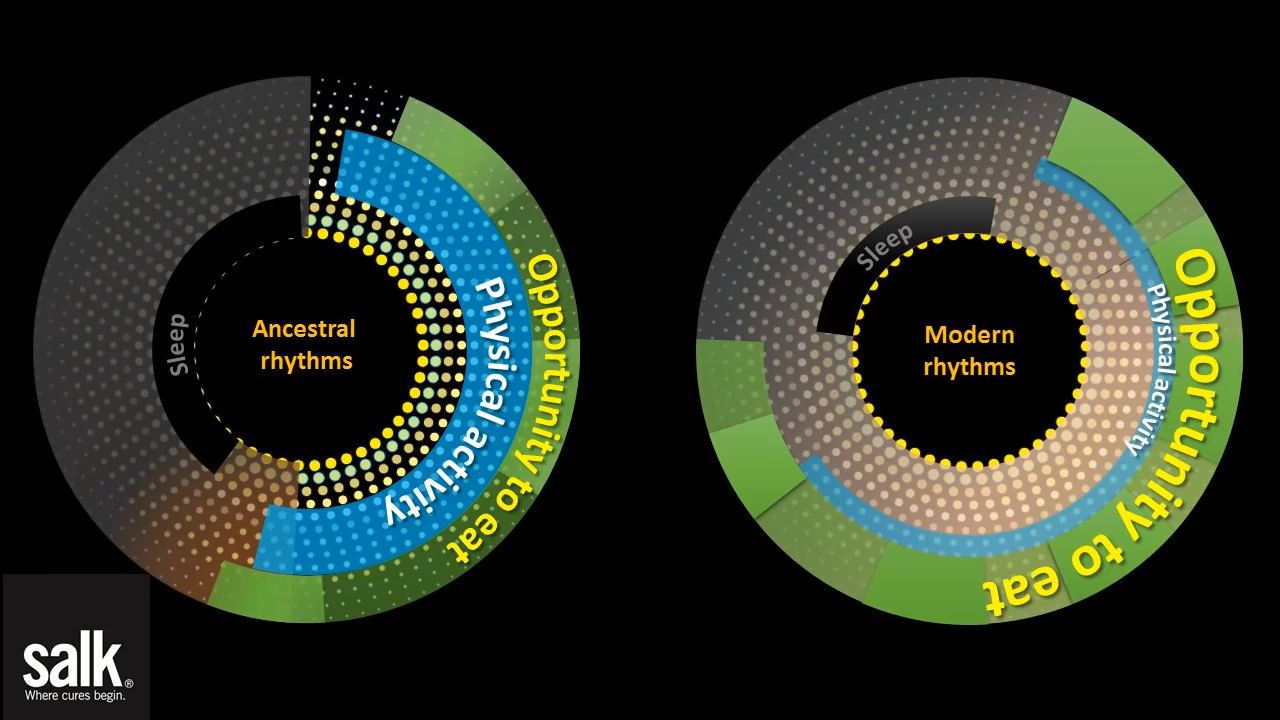 Ancestral
rhythms
Sleep
Physical activity
Opportunity to eat
Modern
rhythms
Sleep
Physical activity
Opportunity to eat
salk®
Where cures begin.